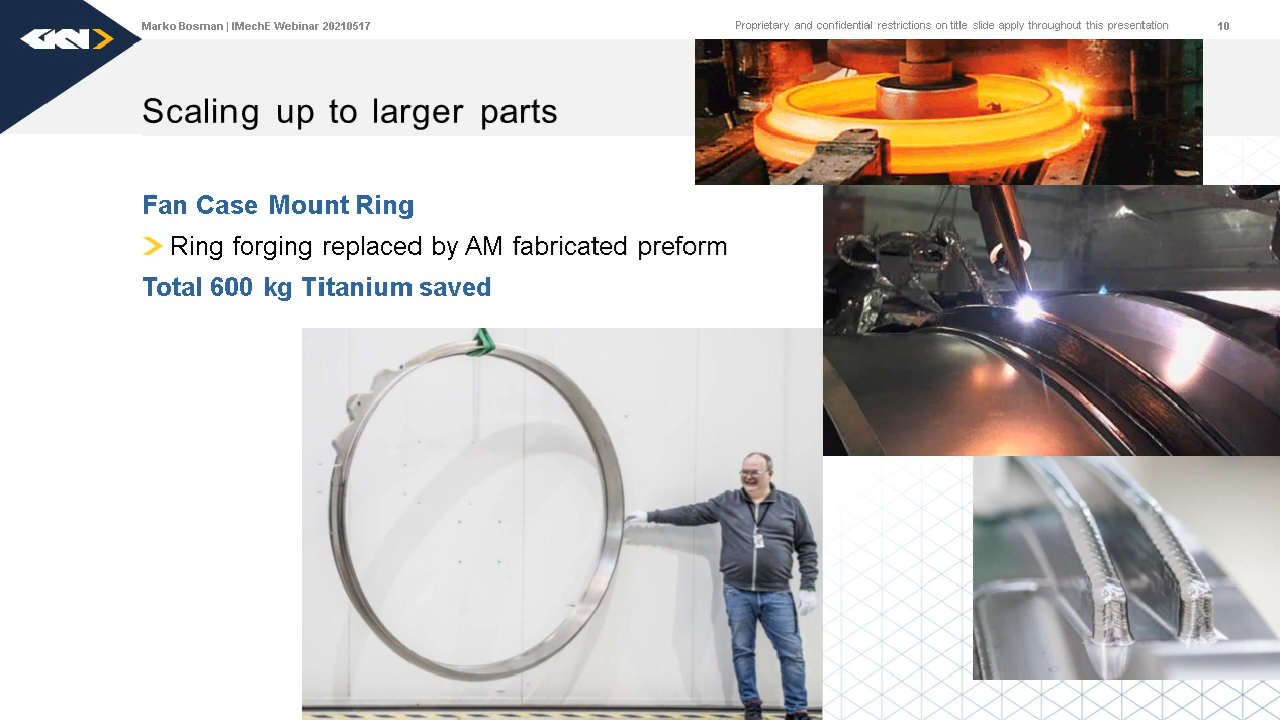 GKN
Marko Bosman | IMechE Webinar 20210517
Proprietary and confidential restrictions on title slide apply throughout this presentation
10
Scaling up to larger parts
Fan Case Mount Ring
Ring forging replaced by AM fabricated preform
Total 600 kg Titanium saved